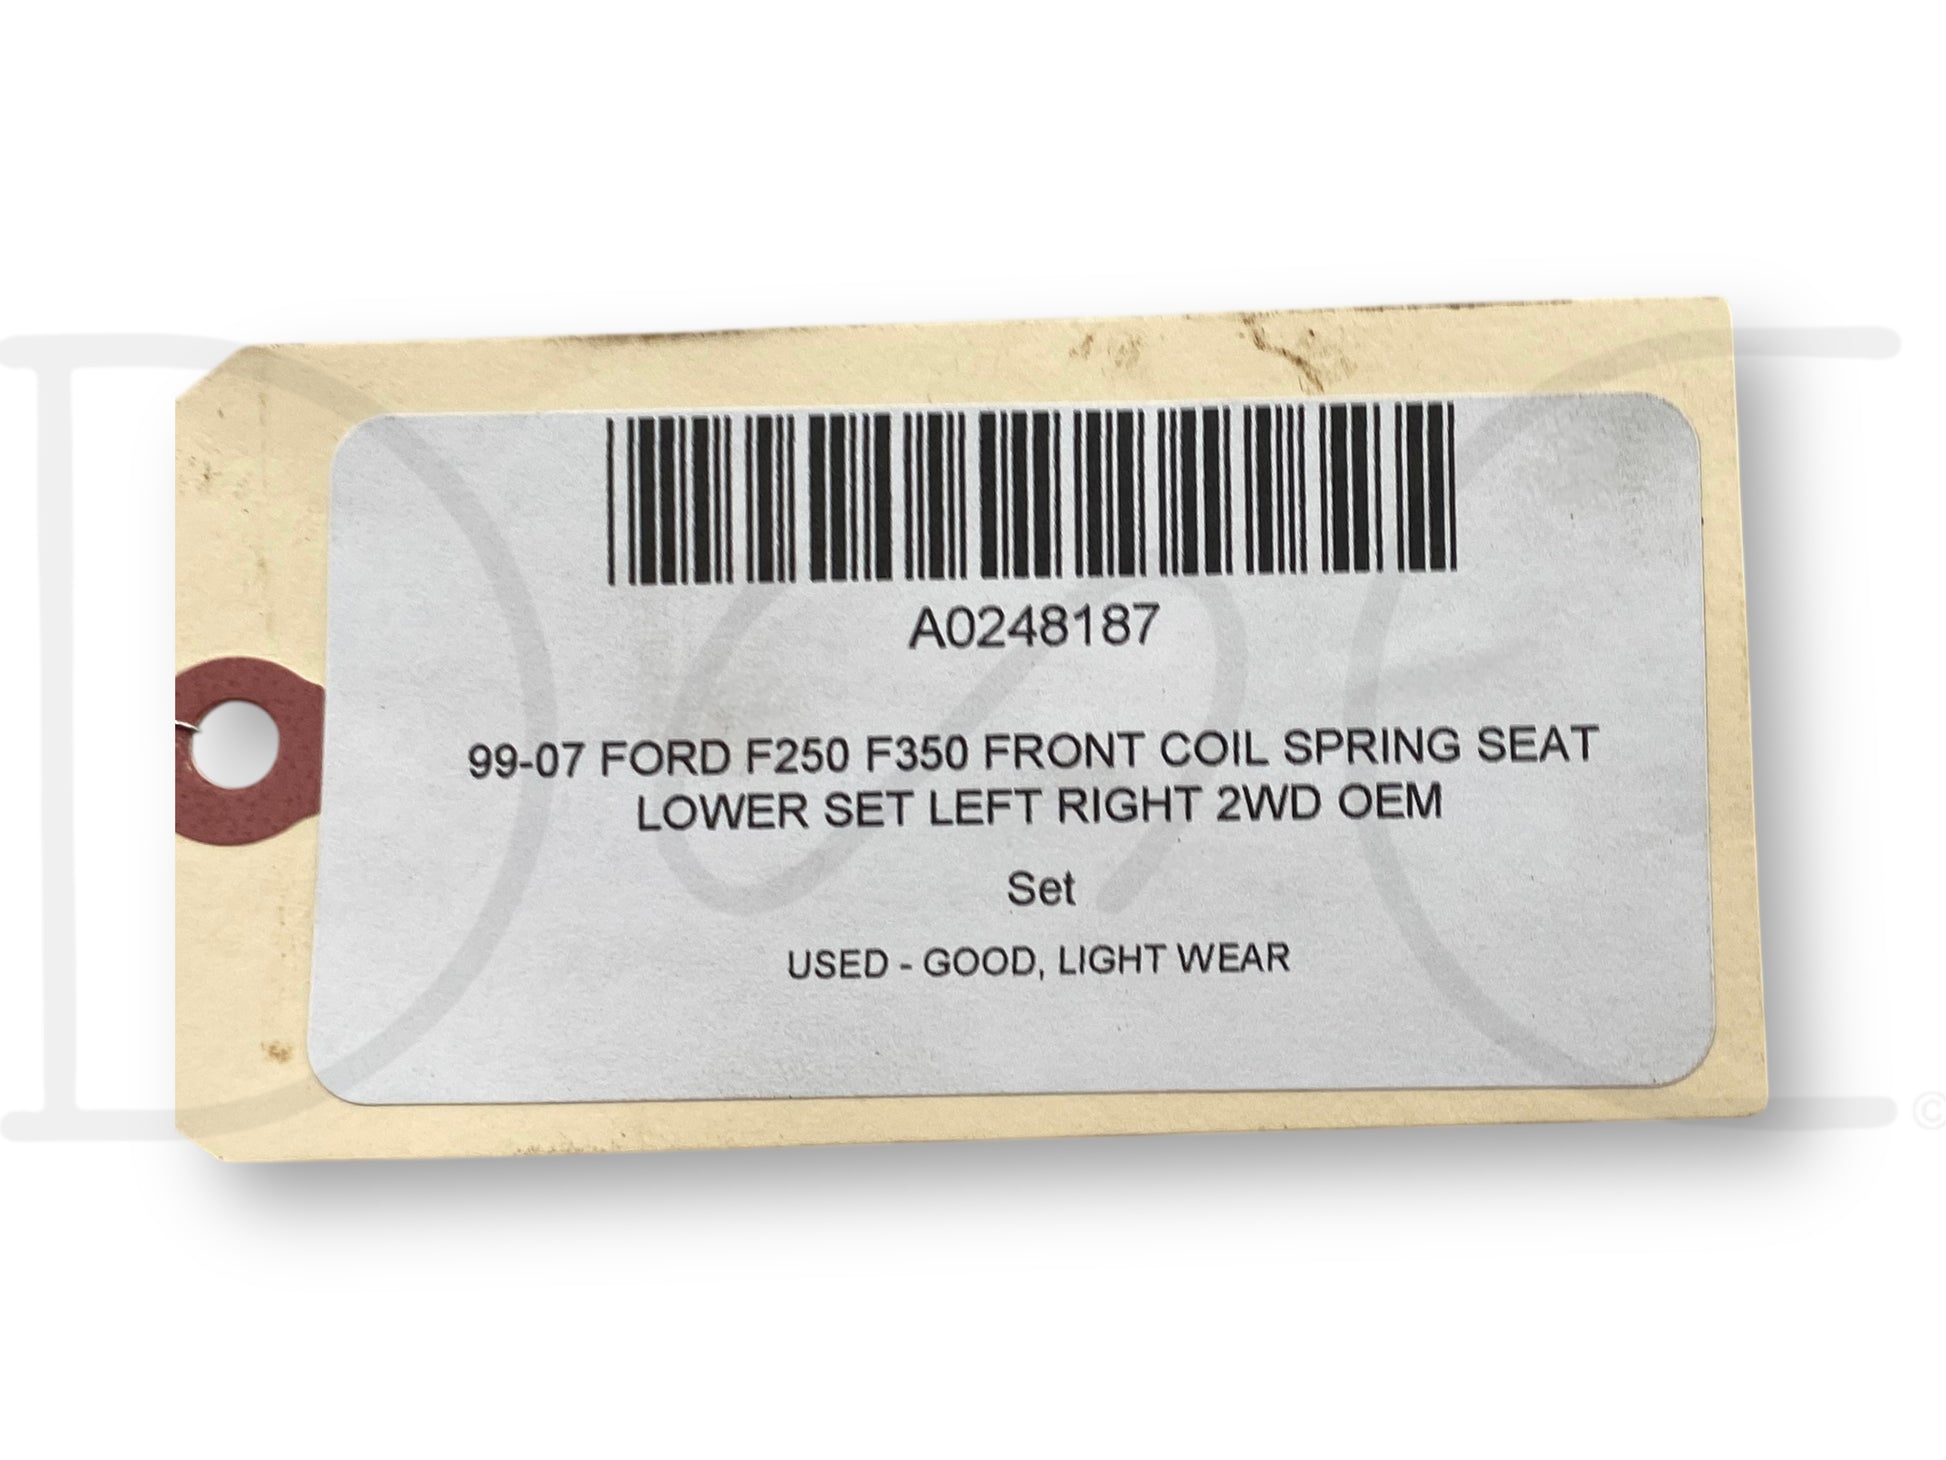 A0248187
99-07 FORD F250 F350 FRONT COIL SPRING SEAT
LOWER SET LEFT RIGHT 2WD OEM
Set
USED - GOOD, LIGHT WEAR
©